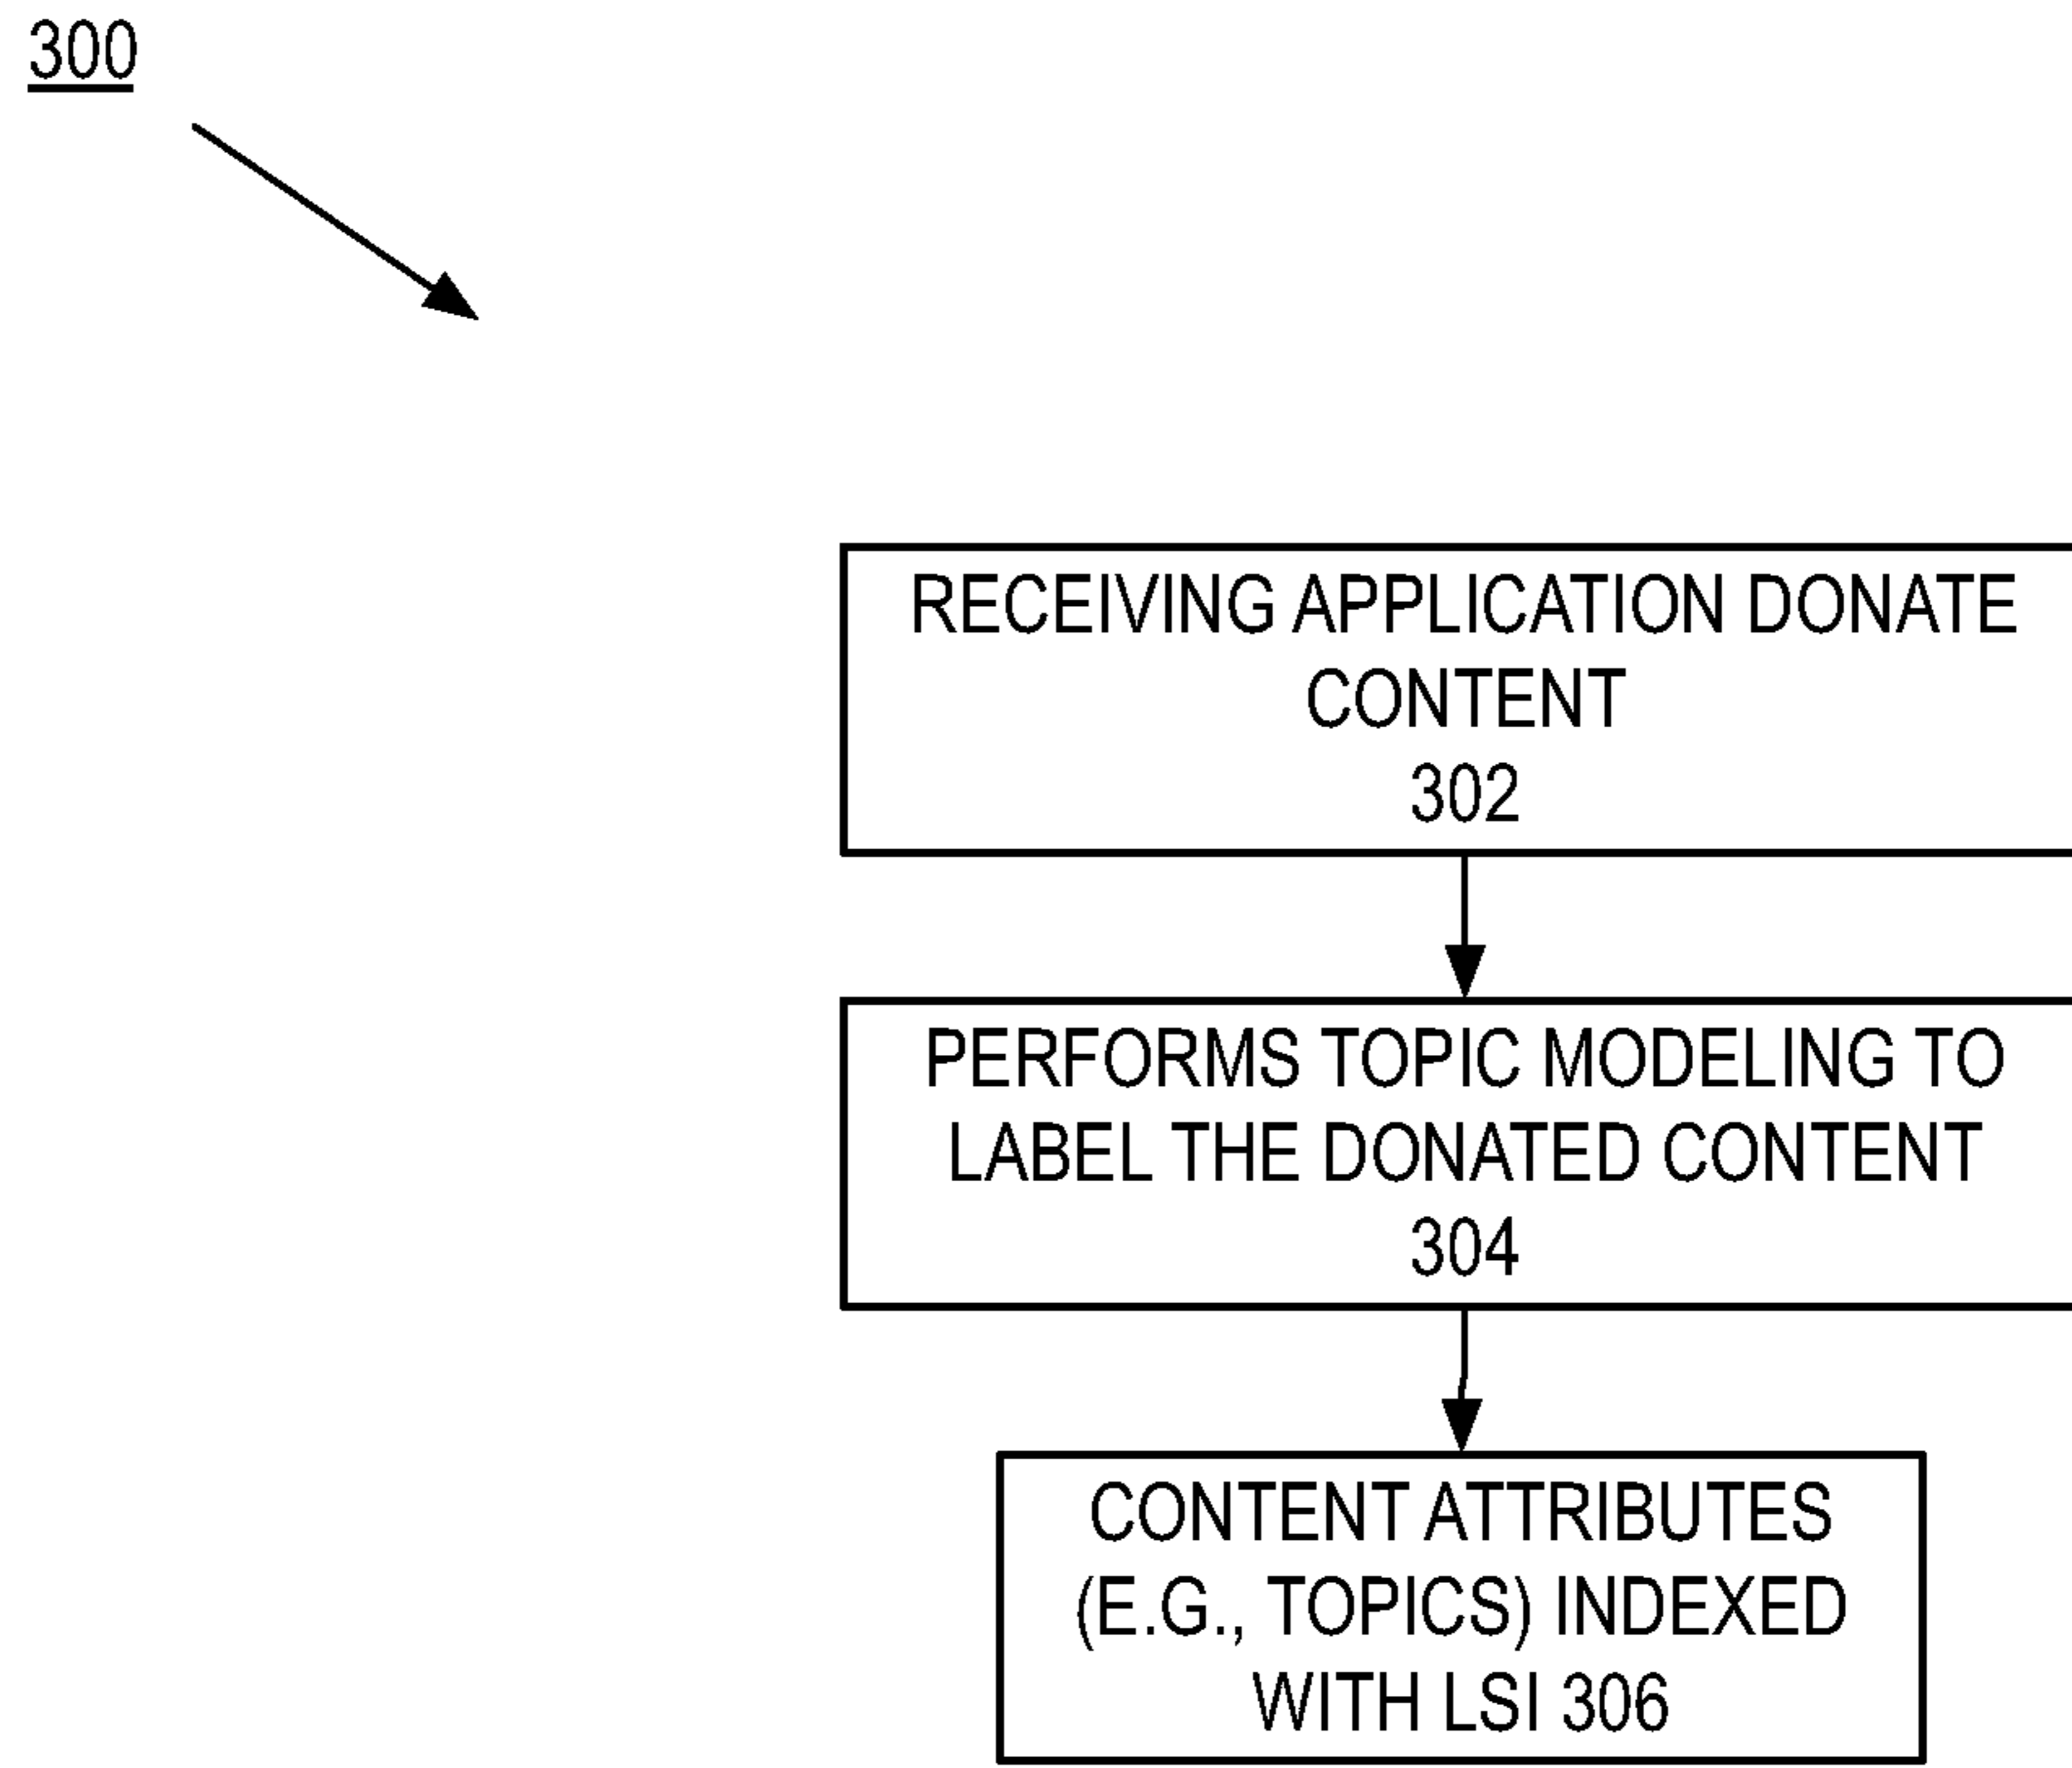 300
RECEIVING APPLICATION DONATE
CONTENT
302
PERFORMS TOPIC MODELING TO
LABEL THE DONATED CONTENT
304
CONTENT ATTRIBUTES
(E.G., TOPICS) INDEXED
WITH LSI 306